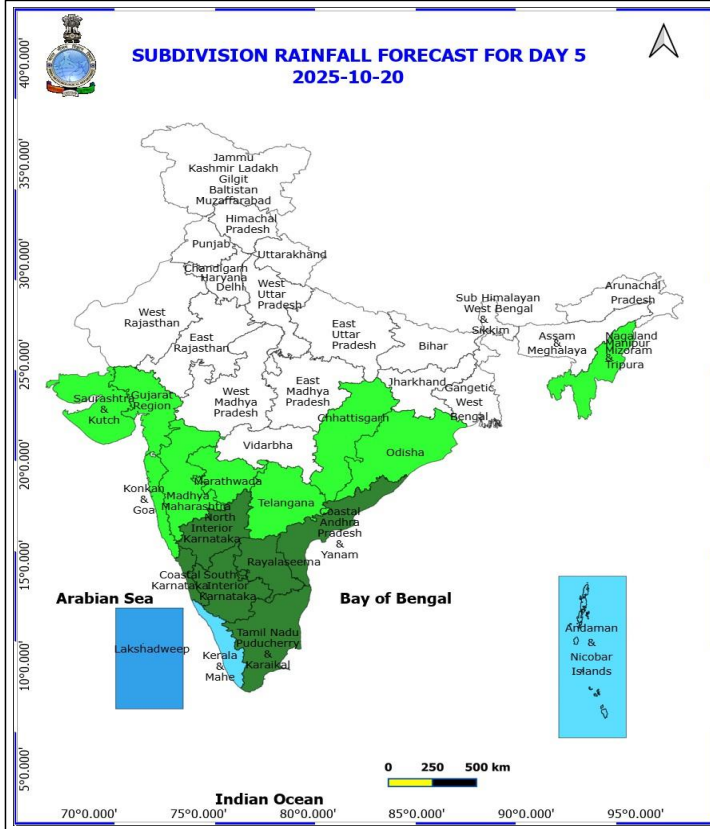 SUBDIVISION RAINFALL FORECAST FOR DAY 5
2025-10-20
40°0.000'
35°0.000'
30°0.000'
25°0.000'
20°0.000'
15°0.000'
10°0.000'
5°0.000'
Jammu
Kashmir Ladakh
Gilgit
Baltistan
Muzaffarabad
Himachal
Pradesh
Punjab
Uttarakhand
Chandigarh
Haryana
Delhi
West
Uttar
Pradesh
West
Rajasthan
East
Rajasthan
East
Uttar
Pradesh
Bihar
Sub Himalayan
West Bengal
&
Sikkim
Arunachal
Pradesh
Assam
&
Meghalaya
Nagaland
Manipur
Mizoram
&
Tripura
Saurashtra
&
Kutch
Gujarat
Region
West
Madhya
Pradesh
East
Madhya
Pradesh
Jharkhand
Gangetic
West
Bengal
Chhattisgarh
Odisha
Vidarbha
Konkan
&
Goa
Madhya
Maharashtra
Marathwada
Telangana
North
Interior
Karnataka
Coastal
Andhra
Pradesh
&
Yanam
Rayalaseema
Coastal
Karnataka
South
Interior
Karnataka
Arabian Sea
Bay of Bengal
Lakshadweep
Kerala
&
Mahe
Tamil Nadu
Puducherry
&
Karaikal
Andaman
&
Nicobar
Islands
0 250 500 km
Indian Ocean
70°0.000' 75°0.000' 80°0.000' 85°0.000' 90°0.000' 95°0.000'